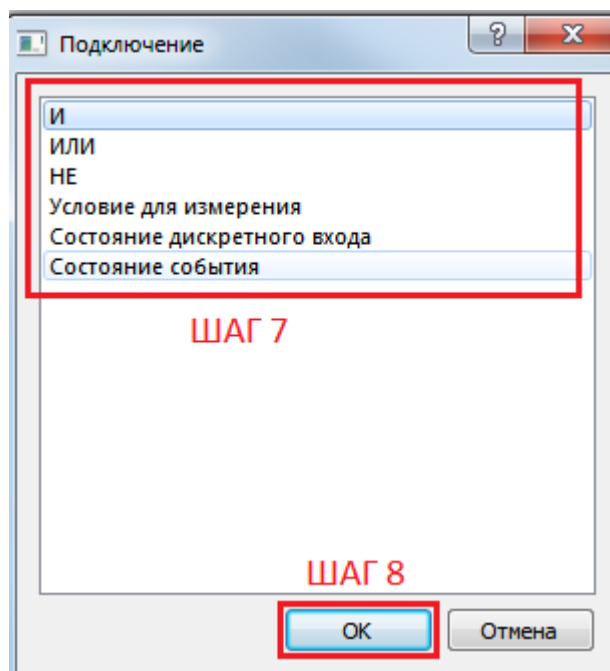 Подключение
?
X
И
ИЛИ
НЕ
Условие для измерения
Состояние дискретного входа
Состояние события
ШАГ 7
ШАГ 8
OK
Отмена